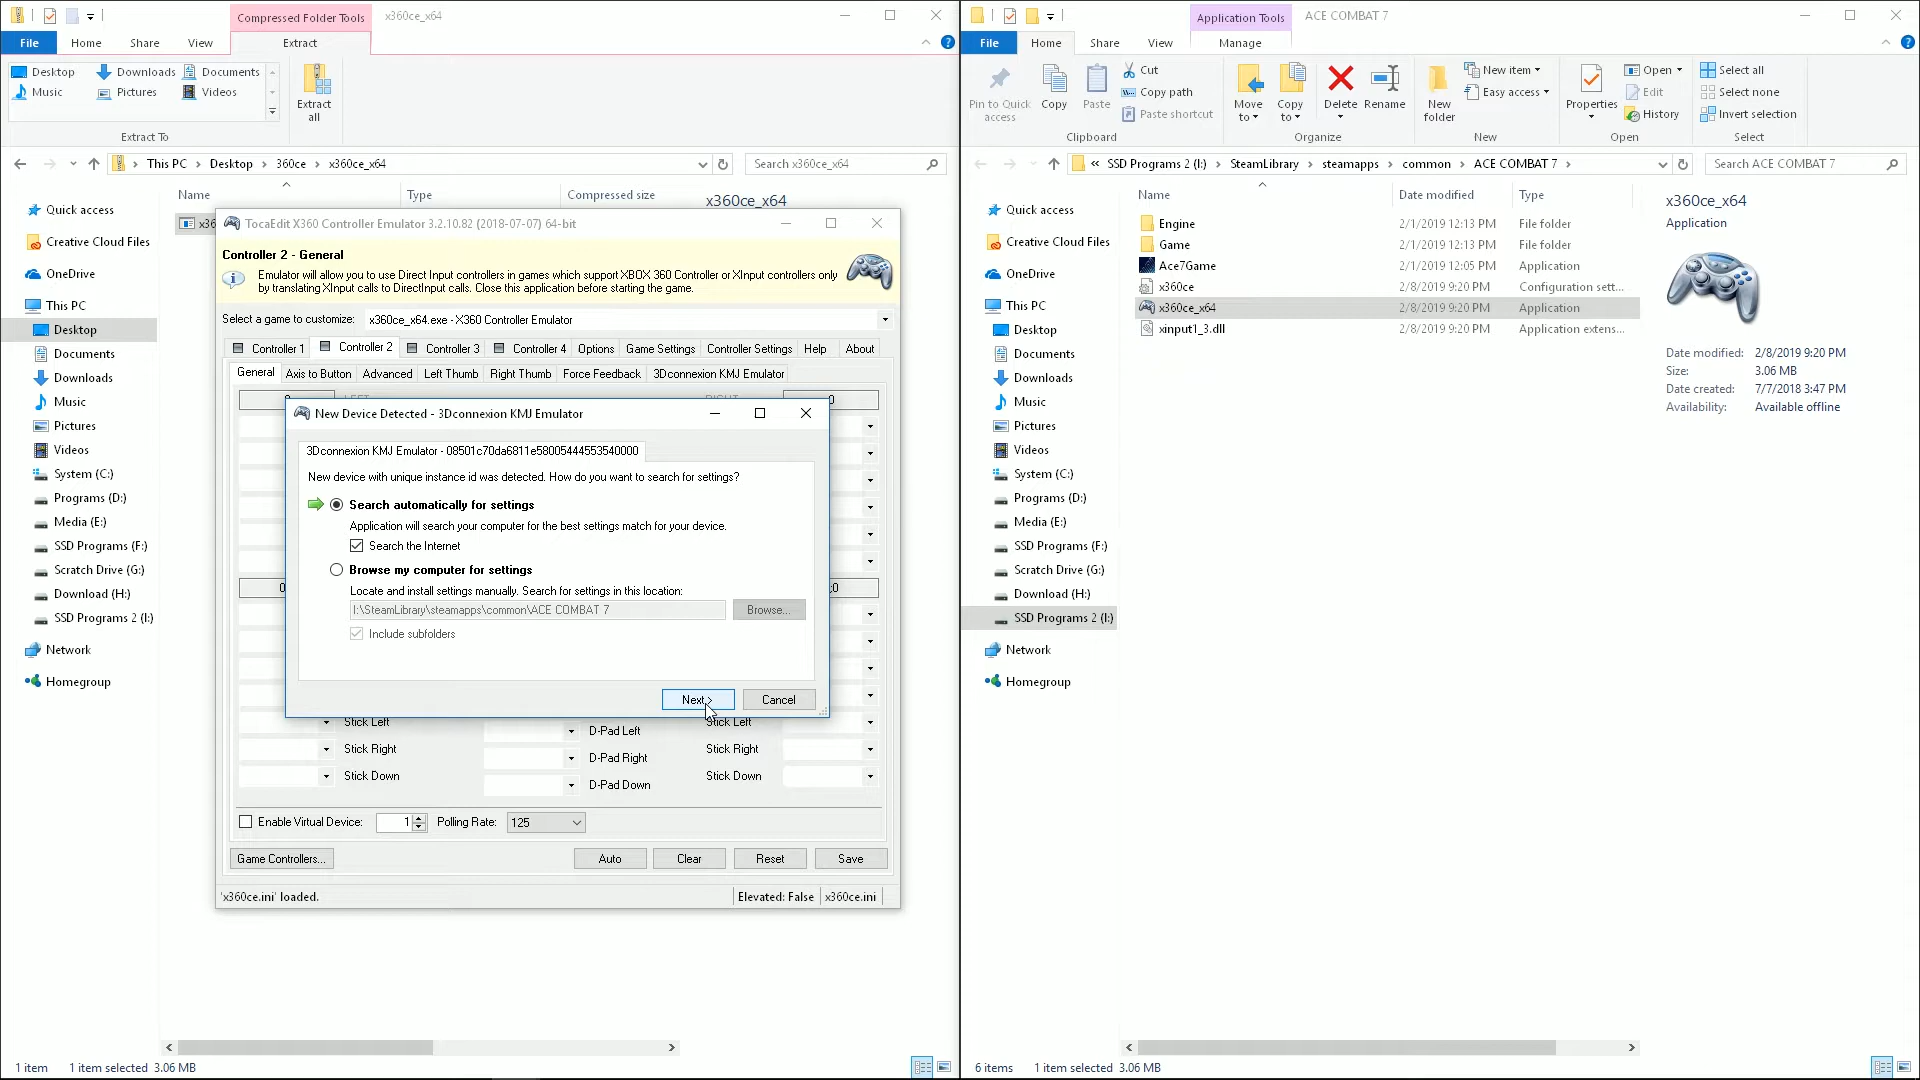 Compressed Folder Tools
x360ce_x64
File
Home
Share
View
Extract
Desktop
Downloads
Documents
Music
Pictures
Videos
Extract all
Extract To
This PC
Desktop
360ce
x360ce_x64
Search x360ce_x64
Name
Type
Compressed size
x360ce_x64
Quick access
Creative Cloud Files
OneDrive
This PC
Desktop
Documents
Downloads
Music
Pictures
Videos
System (C:)
Programs (D:)
Media (E:)
SSD Programs (F:)
Scratch Drive (G:)
Download (H:)
SSD Programs 2 (I:)
Network
Homegroup
1 item
1 item selected 3.06 MB
TocaEdit X360 Controller Emulator 3.2.10.82 (2018-07-07) 64-bit
Controller 2 - General
Emulator will allow you to use Direct Input controllers in games which support XBOX 360 Controller or XInput controllers only
by translating XInput calls to DirectInput calls. Close this application before starting the game.
Select a game to customize:
x360ce_x64.exe - X360 Controller Emulator
Controller 1
Controller 2
Controller 3
Controller 4
Options
Game Settings
Controller Settings
Help
About
General
Axis to Button
Advanced
Left Thumb
Right Thumb
Force Feedback
3Dconnexion KMJ Emulator
New Device Detected - 3Dconnexion KMJ Emulator
3Dconnexion KMJ Emulator - 08501c70da6811e58005444553540000
New device with unique instance id was detected. How do you want to search for settings?
Search automatically for settings
Application will search your computer for the best settings match for your device.
Search the Internet
Browse my computer for settings
Locate and install settings manually. Search for settings in this location:
I:\SteamLibrary\steamapps\common\ACE COMBAT 7
Browse...
Include subfolders
Next >
Cancel
Stick Left
D-Pad Left
Stick Left
Stick Right
D-Pad Right
Stick Right
Stick Down
D-Pad Down
Stick Down
Enable Virtual Device:
1
Polling Rate:
125
Game Controllers...
Auto
Clear
Reset
Save
'x360ce.ini' loaded.
Elevated: False
x360ce.ini
Application Tools
ACE COMBAT 7
File
Home
Share
View
Manage
Pin to Quick access
Copy
Paste
Cut
Copy path
Paste shortcut
Clipboard
Move to
Copy to
Delete
Rename
Organize
New folder
New item
Easy access
New
Properties
Open
Edit
History
Open
Select all
Select none
Invert selection
Select
« SSD Programs 2 (I:)
SteamLibrary
steamapps
common
ACE COMBAT 7
Search ACE COMBAT 7
Name
Date modified
Type
Engine 2/1/2019 12:13 PM File folder
Game 2/1/2019 12:13 PM File folder
Ace7Game 2/1/2019 12:05 PM Application
x360ce 2/8/2019 9:20 PM Configuration sett...
x360ce_x64 2/8/2019 9:20 PM Application
xinput1_3.dll 2/8/2019 9:20 PM Application extens...
x360ce_x64
Application
Date modified: 2/8/2019 9:20 PM
Size: 3.06 MB
Date created: 7/7/2018 3:47 PM
Availability: Available offline
Quick access
Creative Cloud Files
OneDrive
This PC
Desktop
Documents
Downloads
Music
Pictures
Videos
System (C:)
Programs (D:)
Media (E:)
SSD Programs (F:)
Scratch Drive (G:)
Download (H:)
SSD Programs 2 (I:)
Network
Homegroup
6 items
1 item selected 3.06 MB